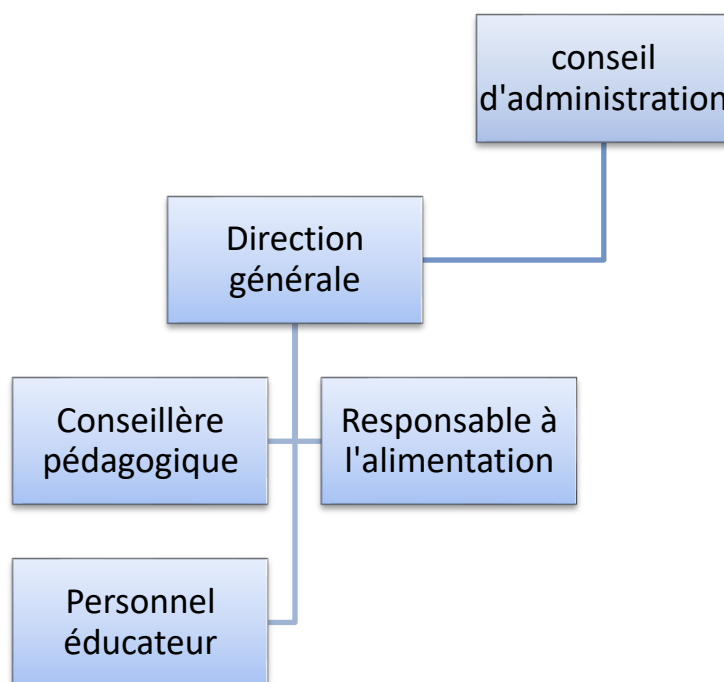 conseil
d'administration
Direction
générale
Conseillère
pédagogique
Responsable à
l'alimentation
Personnel
éducateur